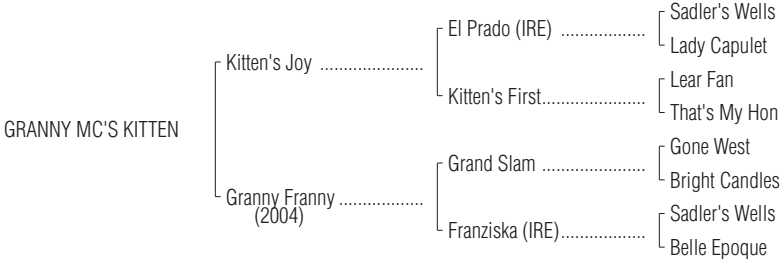 Sadler's Wells
El Prado (IRE) ..................
Lady Capulet
Kitten's Joy ......................
Lear Fan
Kitten's First......................
That's My Hon
GRANNY MC'S KITTEN
Gone West
Grand Slam ......................
Bright Candles
Granny Franny ..................
(2004)
Sadler's Wells
Franziska (IRE)..................
Belle Epoque